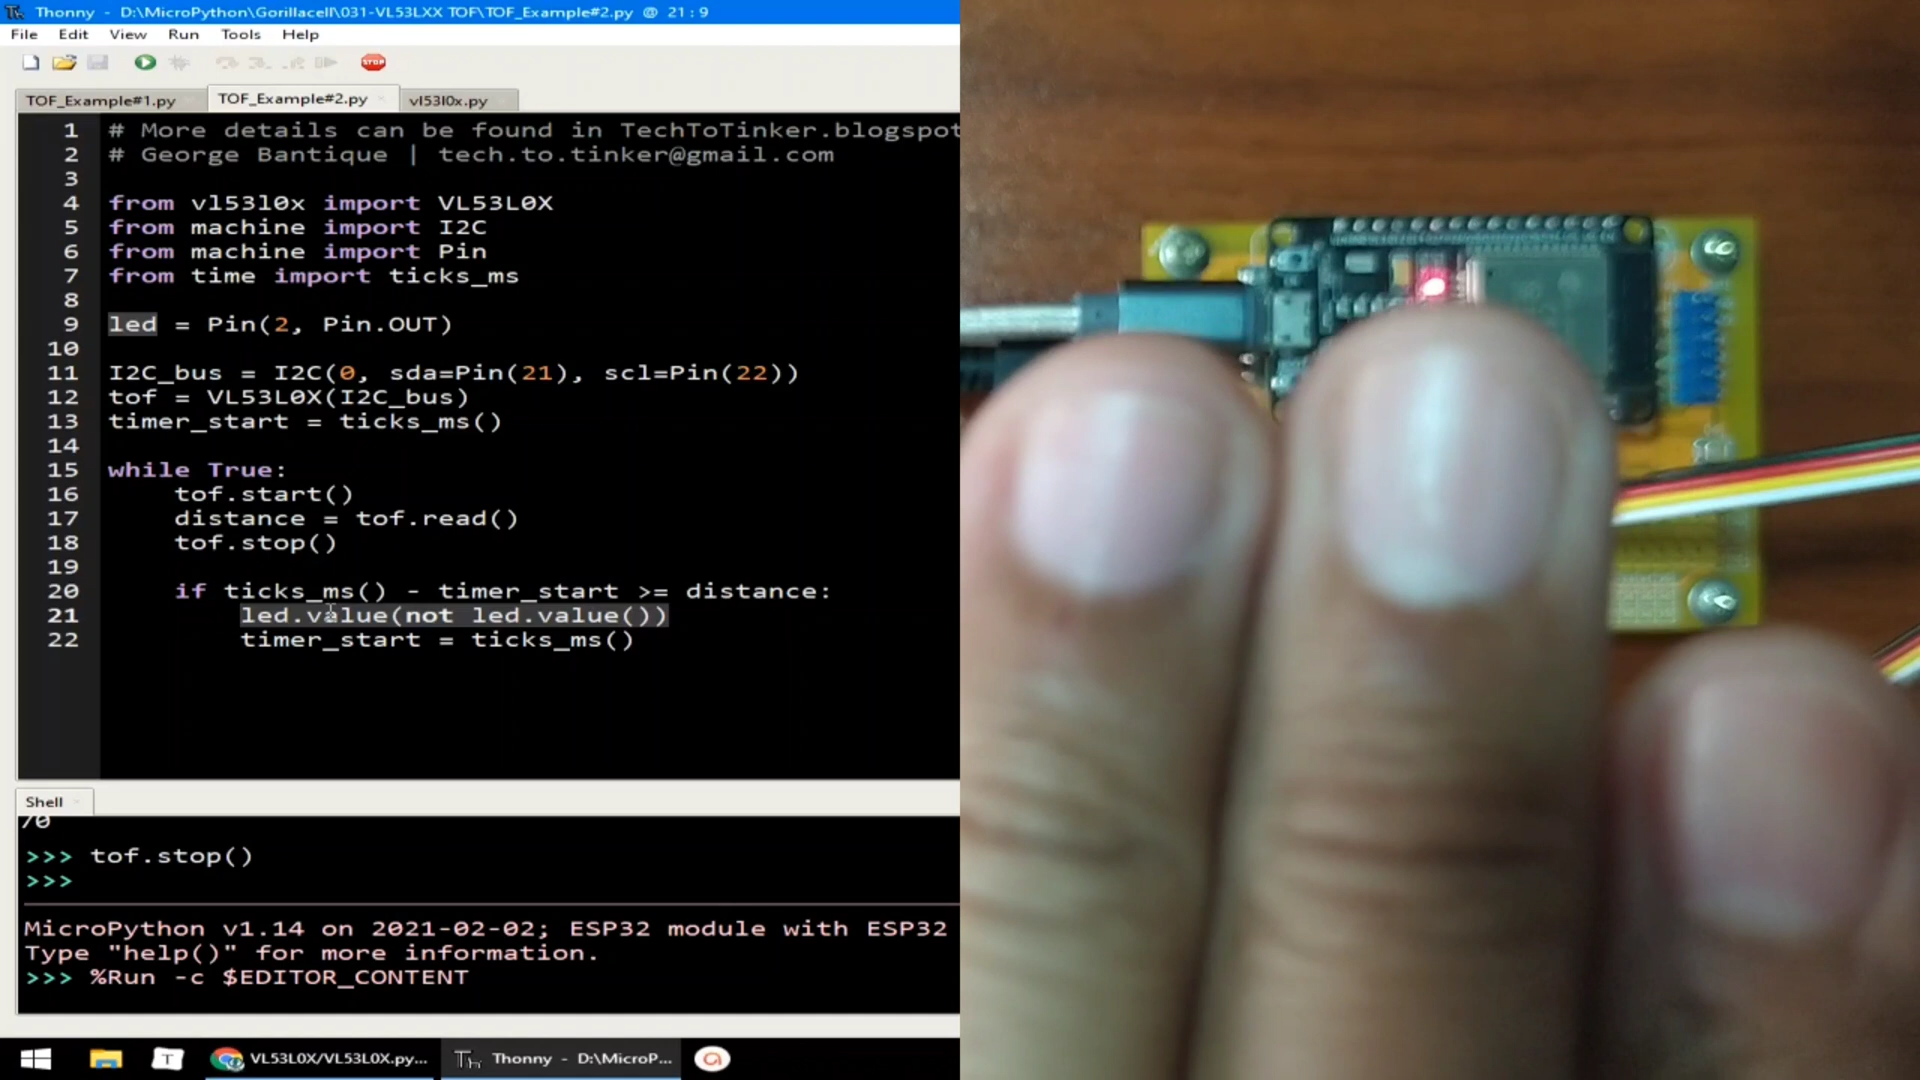 Thonny - D:\MicroPython\Gorillacell\031-VL53LXX TOF\TOF_Example#2.py @ 21:9
File Edit View Run Tools Help
STOP
TOF_Example#1.py TOF_Example#2.py vl53l0x.py
1 # More details can be found in TechToTinker.blogspot
2 # George Bantique | tech.to.tinker@gmail.com
3
4 from vl53l0x import VL53L0X
5 from machine import I2C
6 from machine import Pin
7 from time import ticks_ms
8
9 led = Pin(2, Pin.OUT)
10
11 I2C_bus = I2C(0, sda=Pin(21), scl=Pin(22))
12 tof = VL53L0X(I2C_bus)
13 timer_start = ticks_ms()
14
15 while True:
16 tof.start()
17 distance = tof.read()
18 tof.stop()
19
20 if ticks_ms() - timer_start >= distance:
21 led.value(not led.value())
22 timer_start = ticks_ms()
Shell
70
>>> tof.stop()
>>>
MicroPython v1.14 on 2021-02-02; ESP32 module with ESP32
Type "help()" for more information.
>>> %Run -c $EDITOR_CONTENT
T VL53L0X/VL53L0X.py... Th Thonny - D:\MicroP...